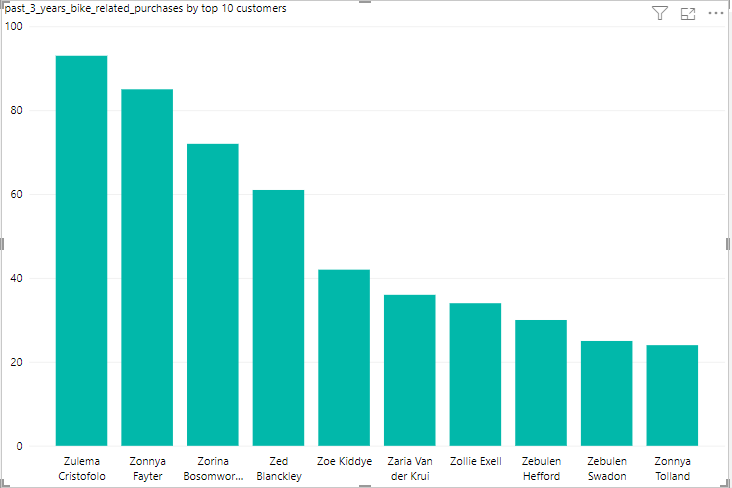 past_3_years_bike_related_purchases by top 10 customers
100
80
60
40
20
0
Zulema
Cristofolo
Zonnya
Fayter
Zorina
Bosomwor...
Zed
Blanckley
Zoe Kiddye
Zaria Van
der Krui
Zollie Exell
Zebulen
Hefford
Zebulen
Swadon
Zonnya
Tolland